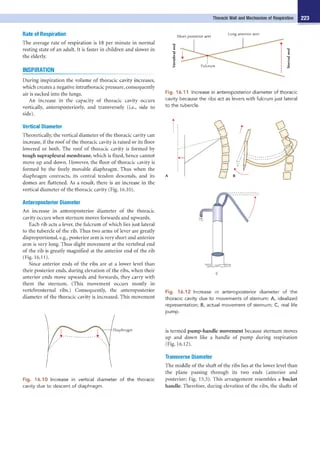 Thoracic Wall and Mechanism of Respiration 223
Rate of Respiration
The average rate of respiration is 18 per minute in normal
resting state of an adult. It is faster in children and slower in
the elderly.
INSPIRATION
During inspiration the volume of thoracic cavity increases,
which creates a negative intrathoracic pressure; consequently
air is sucked into the lungs.
An increase in the capacity of thoracic cavity occurs
vertically, anteroposteriorly, and transversely (i.e., side to
side).
Vertical Diameter
Theoretically, the vertical diameter of the thoracic cavity can
increase, if the roof of the thoracic cavity is raised or its floor
lowered or both. The roof of thoracic cavity is formed by
tough suprapleural membrane, which is fixed, hence cannot
move up and down. However, the floor of thoracic cavity is
formed by the freely movable diaphragm. Thus when the
diaphragm contracts, its central tendon descends, and its
domes are flattened. As a result, there is an increase in the
vertical diameter of the thoracic cavity (Fig. 16.10).
Anteroposterior Diameter
An increase in anteroposterior diameter of the thoracic
cavity occurs when sternum moves forwards and upwards.
Each rib acts a lever, the fulcrum of which lies just lateral
to the tubercle of the rib. Thus two arms of lever are greatly
disproportional, e.g., posterior arm is very short and anterior
arm is very long. Thus slight movement at the vertebral end
of the rib is greatly magnified at the anterior end of the rib
(Fig. 16.11).
Since anterior ends of the ribs are at a lower level than
their posterior ends, during elevation of the ribs, when their
anterior ends move upwards and forwards, they carry with
them the sternum. (This movement occurs mostly in
vertebrosternal ribs.) Consequently, the anteroposterior
diameter of the thoracic cavity is increased. This movement
Diaphragm
Fig. 16.10 Increase in vertical diameter of the thoracic
cavity due to descent of diaphragm.
Short posterior arm
Long anterior arm
Vertebral end
Sternal end
Fulcrum
Fig. 16.11 Increase in anteroposterior diameter of thoracic
cavity because the ribs act as levers with fulcrum just lateral
to the tubercle.
A
B
C
Fig. 16.12 Increase in anteroposterior diameter of the
thoracic cavity due to movements of sternum: A, idealized
representation; B, actual movement of sternum; C, real life
pump.
is termed pump-handle movement because sternum moves
up and down like a handle of pump during respiration
(Fig. 16.12).
Transverse Diameter
The middle of the shaft of the ribs lies at the lower level than
the plane passing through its two ends (anterior and
posterior; Fig. 15.5). This arrangement resembles a bucket
handle. Therefore, during elevation of the ribs, the shafts of